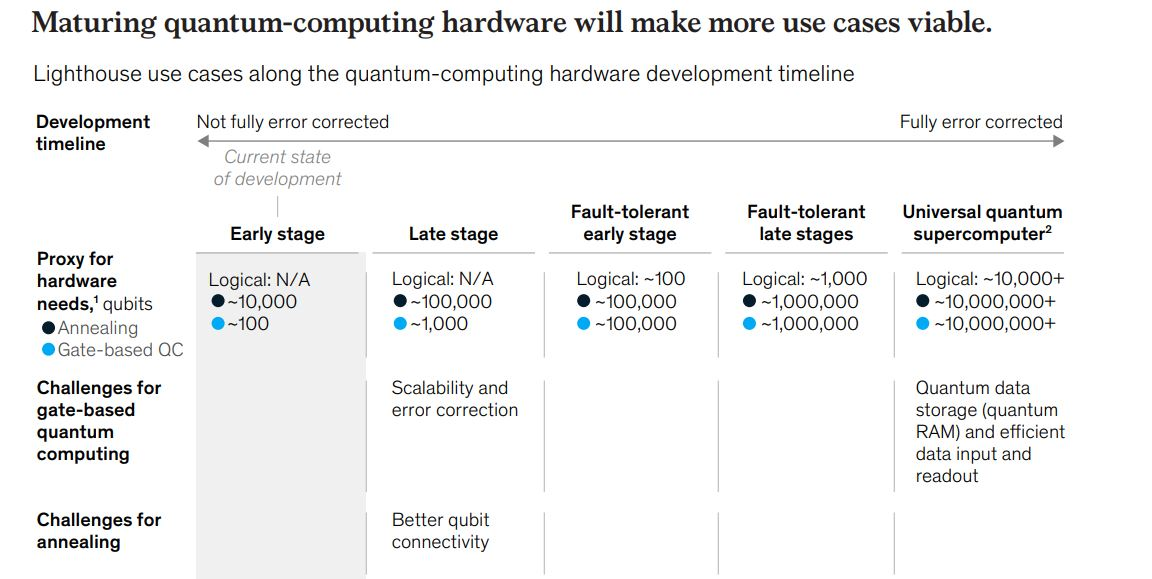 Maturing quantum-computing hardware will make more use cases viable.
Lighthouse use cases along the quantum-computing hardware development timeline
Development
timeline
Not fully error corrected
Fully error corrected
Current state
of development
Early stage
Late stage
Fault-tolerant
early stage
Fault-tolerant
late stages
Universal quantum
supercomputer²
Proxy for
hardware
needs,¹ qubits
Annealing
Gate-based QC
Logical: N/A
~10,000
~100
Logical: N/A
~100,000
~1,000
Logical: ~100
~100,000
~100,000
Logical: ~1,000
~1,000,000
~1,000,000
Logical: ~10,000+
~10,000,000+
~10,000,000+
Challenges for
gate-based
quantum
computing
Scalability and
error correction
Quantum data
storage (quantum
RAM) and efficient
data input and
readout
Challenges for
annealing
Better qubit
connectivity